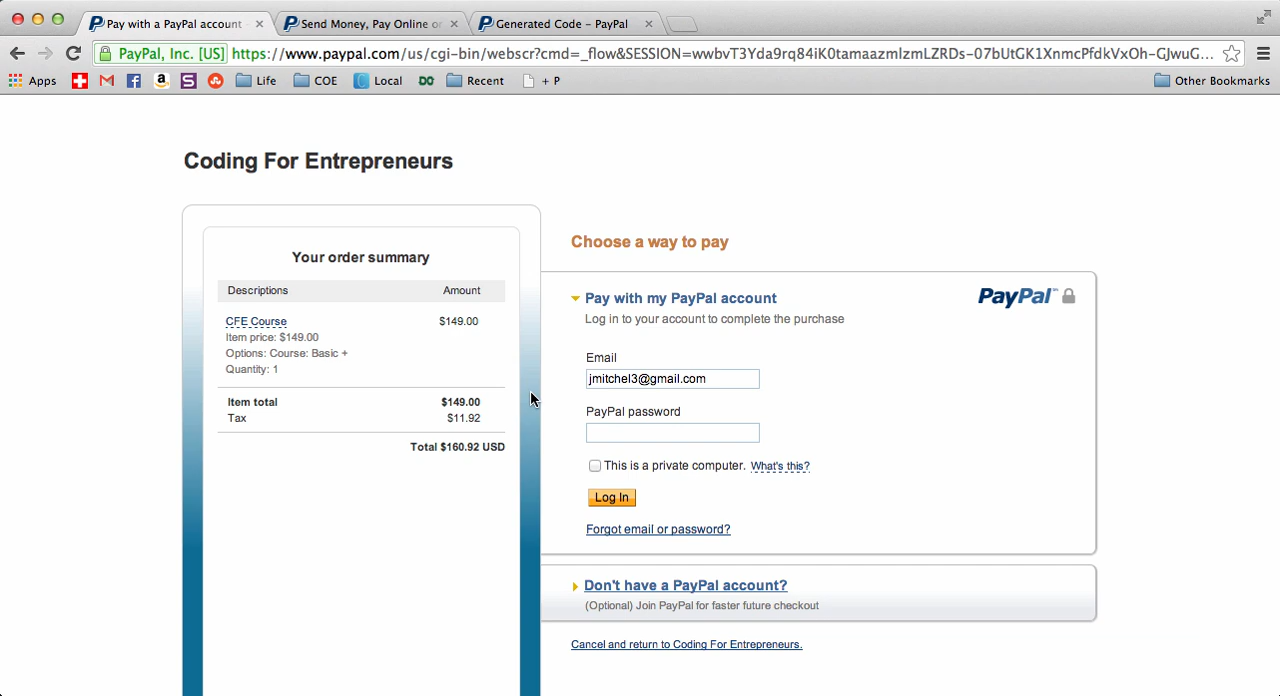 Pay with a PayPal account
Send Money, Pay Online or
Generated Code – PayPal
PayPal, Inc. [US]
https://www.paypal.com/us/cgi-bin/webscr?cmd=_flow&SESSION=wwbvT3Yda9rq84iK0tamaazmlzmLZRDs-07bUtGK1XnmcPfdkVxOh-GJwuG...
Apps
Life
COE
Local
DO
Recent
+ P
Other Bookmarks
Coding For Entrepreneurs
Your order summary
Descriptions Amount
CFE Course $149.00
Item price: $149.00
Options: Course: Basic +
Quantity: 1
Item total $149.00
Tax $11.92
Total $160.92 USD
Choose a way to pay
Pay with my PayPal account
PayPal™
Log in to your account to complete the purchase
Email
jmitchel3@gmail.com
PayPal password
This is a private computer. What's this?
Log In
Forgot email or password?
Don't have a PayPal account?
(Optional) Join PayPal for faster future checkout
Cancel and return to Coding For Entrepreneurs.